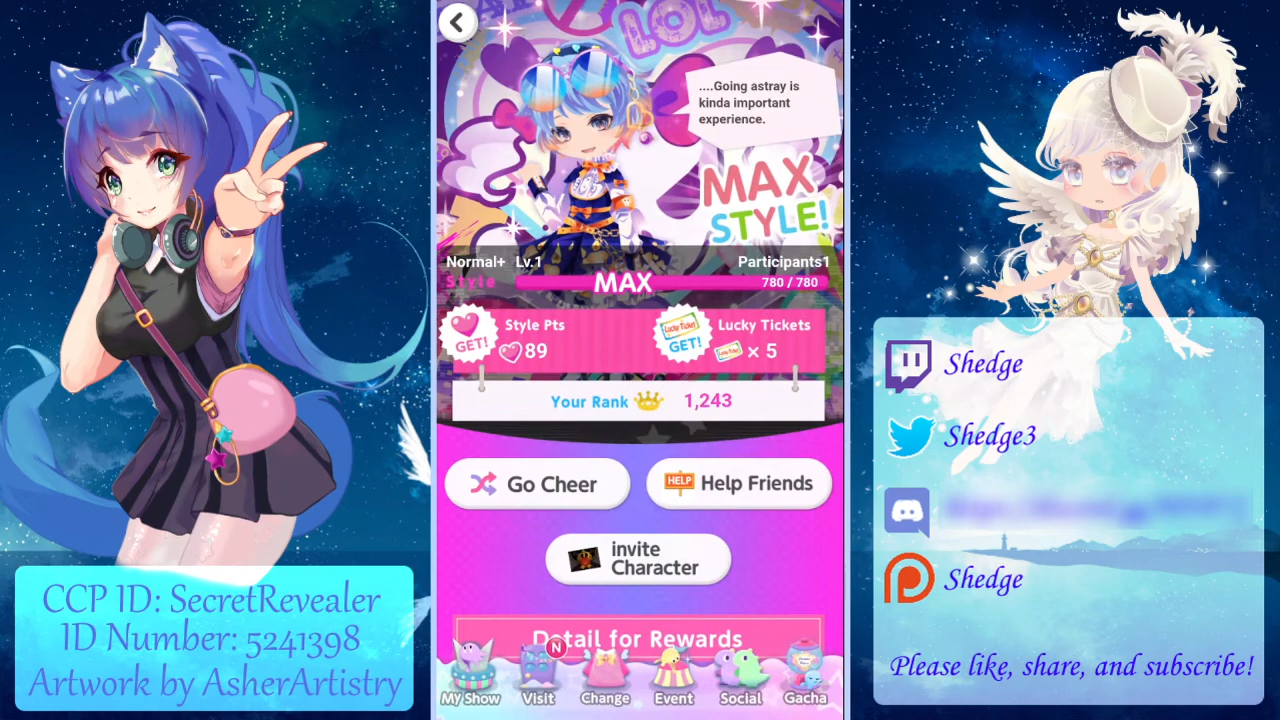 LOL
....Going astray is
kinda important
experience.
MAX
STYLE!
Normal+ Lv.1
Participants1
Style
MAX
780 / 780
GET!
Style Pts
89
Lucky Ticket
GET!
Lucky Tickets
× 5
Your Rank
1,243
Go Cheer
HELP
Help Friends
invite
Character
Detail for Rewards
N
My Show
Visit
Change
Event
Social
Gacha
CCP ID: SecretRevealer
ID Number: 5241398
Artwork by AsherArtistry
Shedge
Shedge3
Shedge
Please like, share, and subscribe!